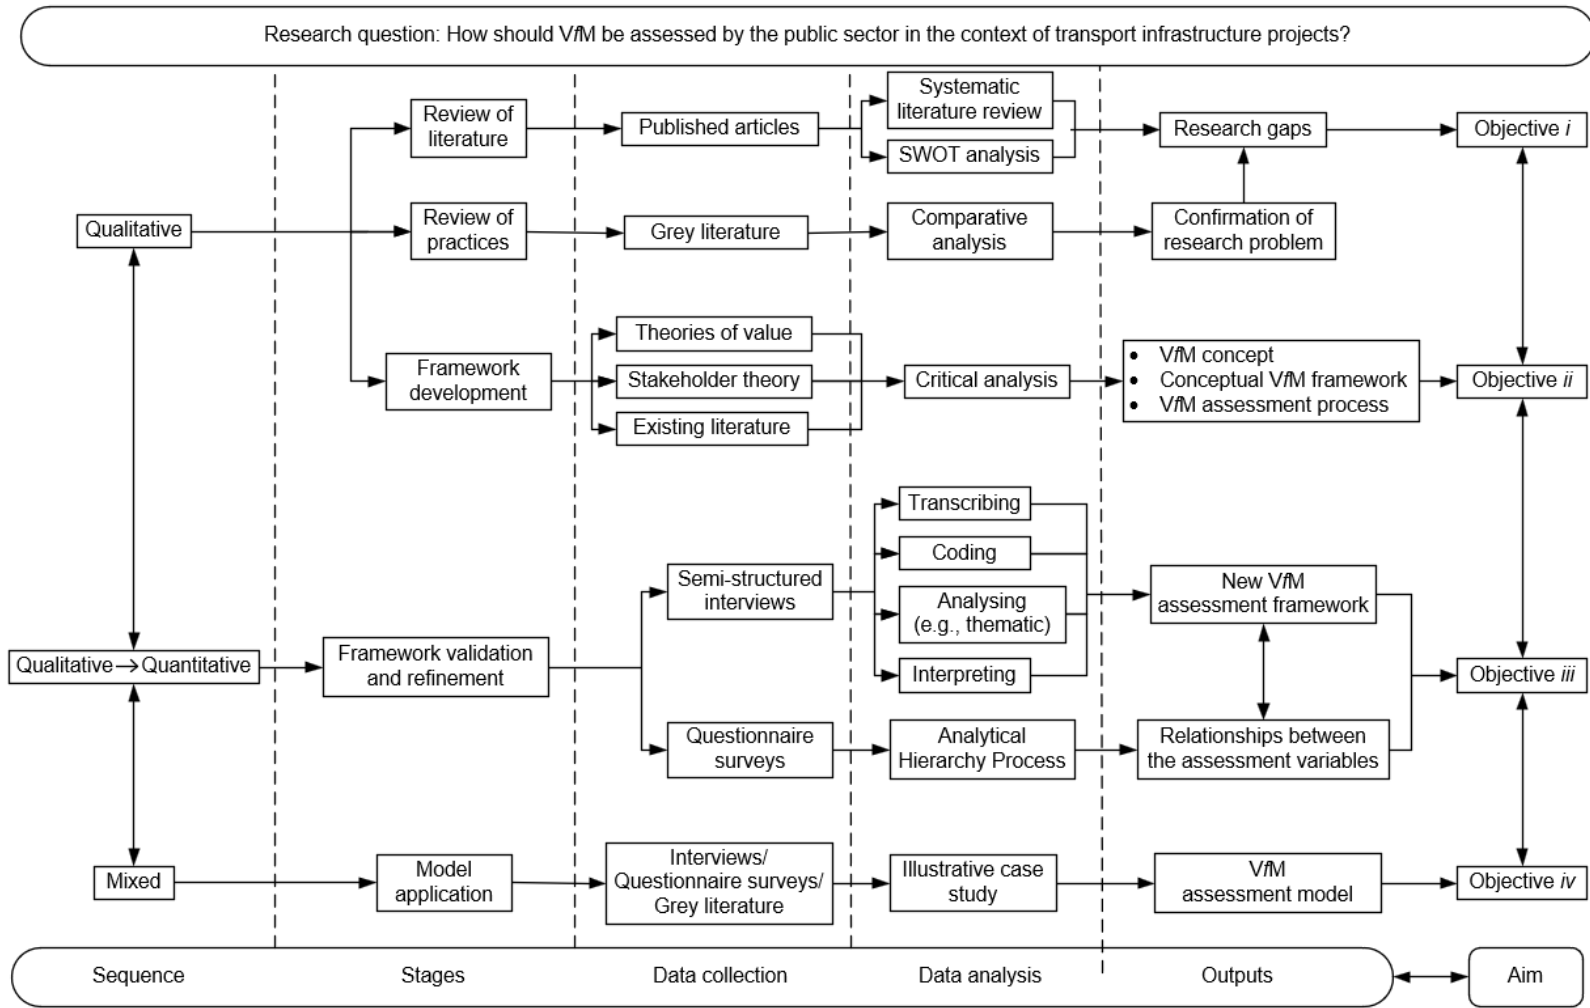 Research question: How should VfM be assessed by the public sector in the context of transport infrastructure projects?
Review of
literature
Published articles
Systematic
literature review
SWOT analysis
Research gaps
Objective i
Qualitative
Review of
practices
Grey literature
Comparative
analysis
Confirmation of
research problem
Framework
development
Theories of value
Stakeholder theory
Existing literature
Critical analysis
• VfM concept
• Conceptual VfM framework
• VfM assessment process
Objective ii
Qualitative→Quantitative
Framework validation
and refinement
Semi-structured
interviews
Transcribing
Coding
Analysing
(e.g., thematic)
Interpreting
New VfM
assessment framework
Questionnaire
surveys
Analytical
Hierarchy Process
Relationships between
the assessment variables
Objective iii
Mixed
Model
application
Interviews/
Questionnaire surveys/
Grey literature
Illustrative case
study
VfM
assessment model
Objective iv
Sequence
Stages
Data collection
Data analysis
Outputs
Aim